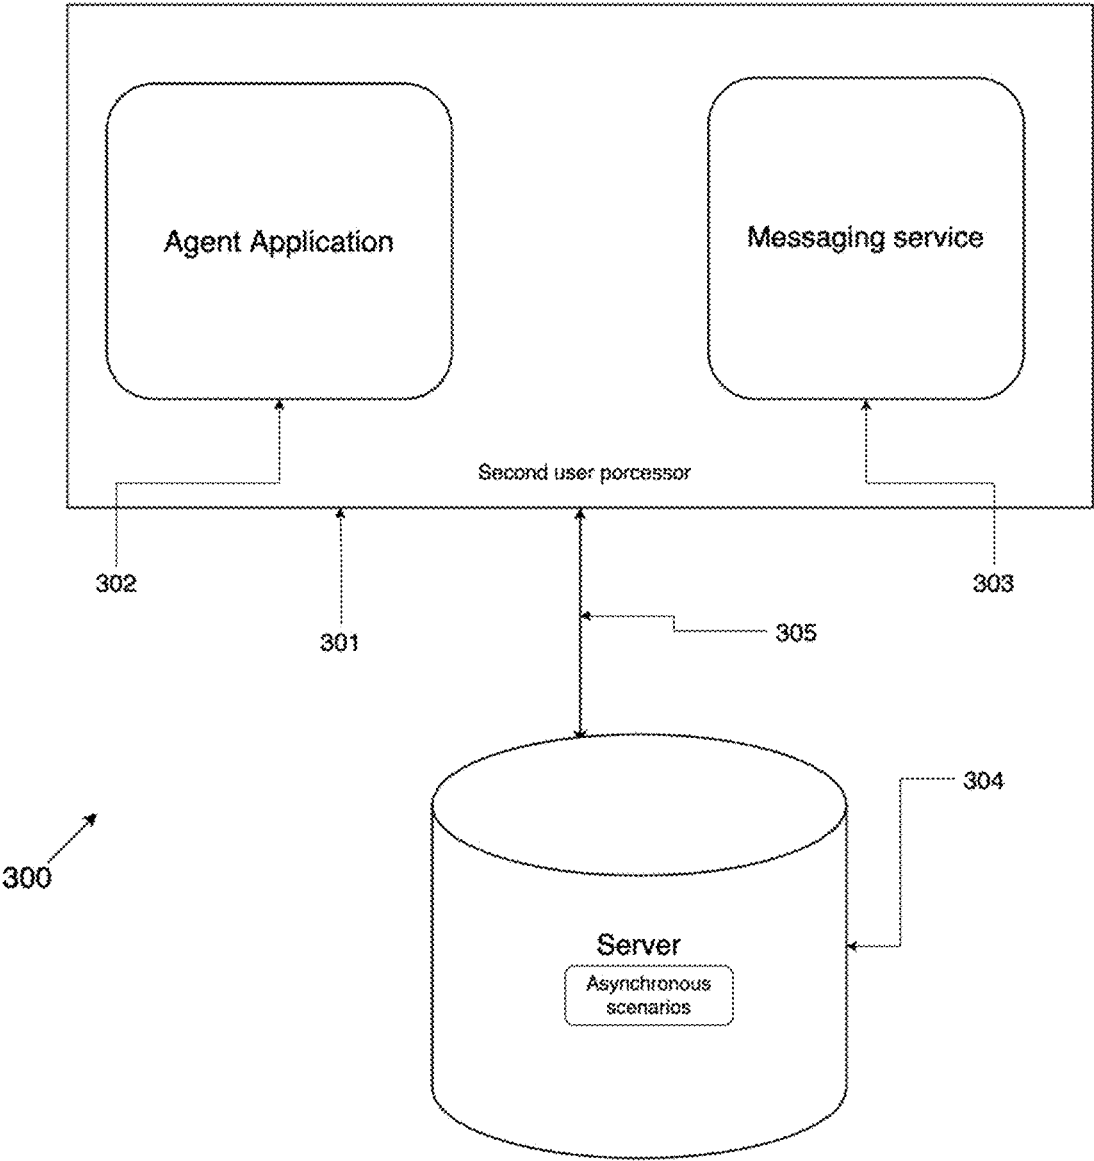 Agent Application
Messaging service
Second user porcessor
302
303
301
305
304
300
Server
Asynchronous
scenarios